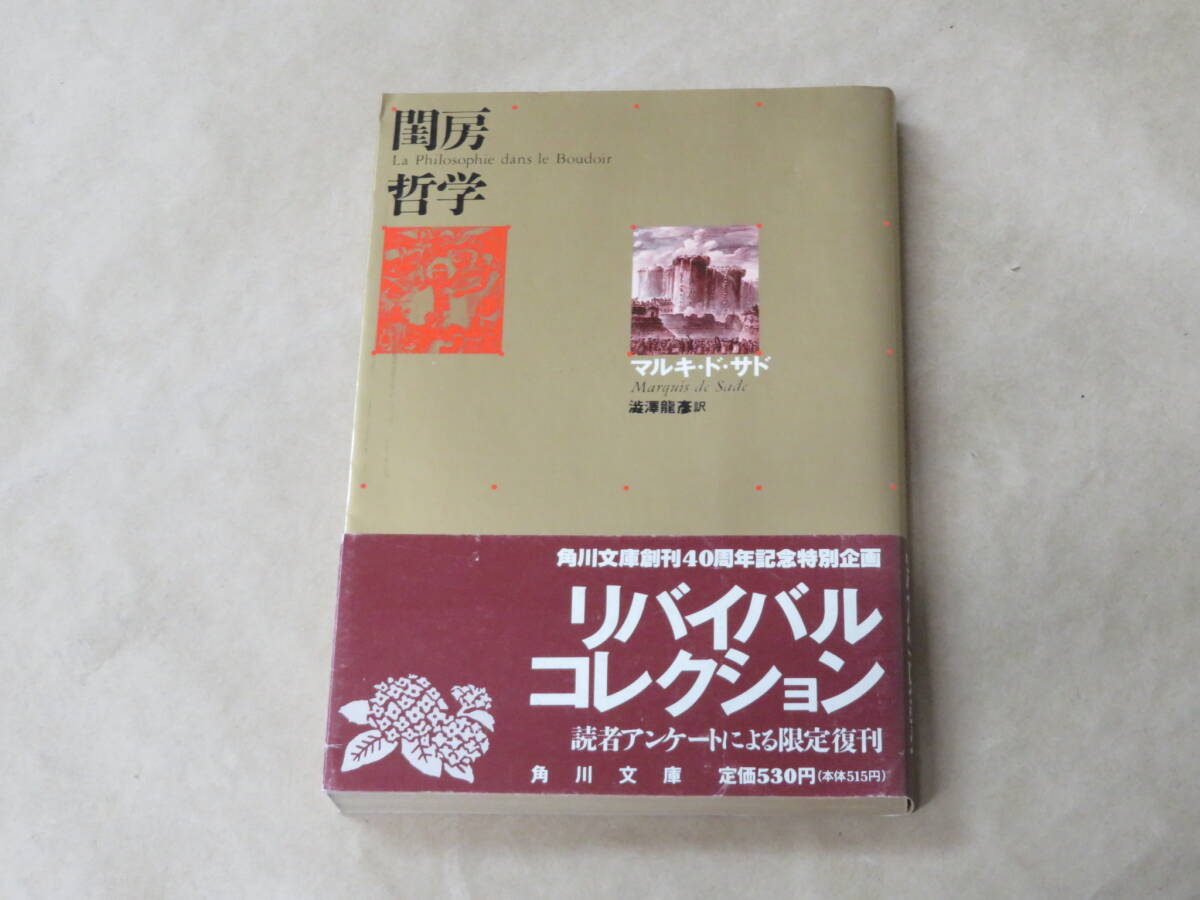 閨房
La Philosophie dans le Boudoir
哲学
マルキ・ド・サド
Marquis de Sade
澁澤龍彥訳
角川文庫創刊40周年記念特別企画
リバイバル
コレクション
読者アンケートによる限定復刊
角川文庫 定価530円(本体515円)